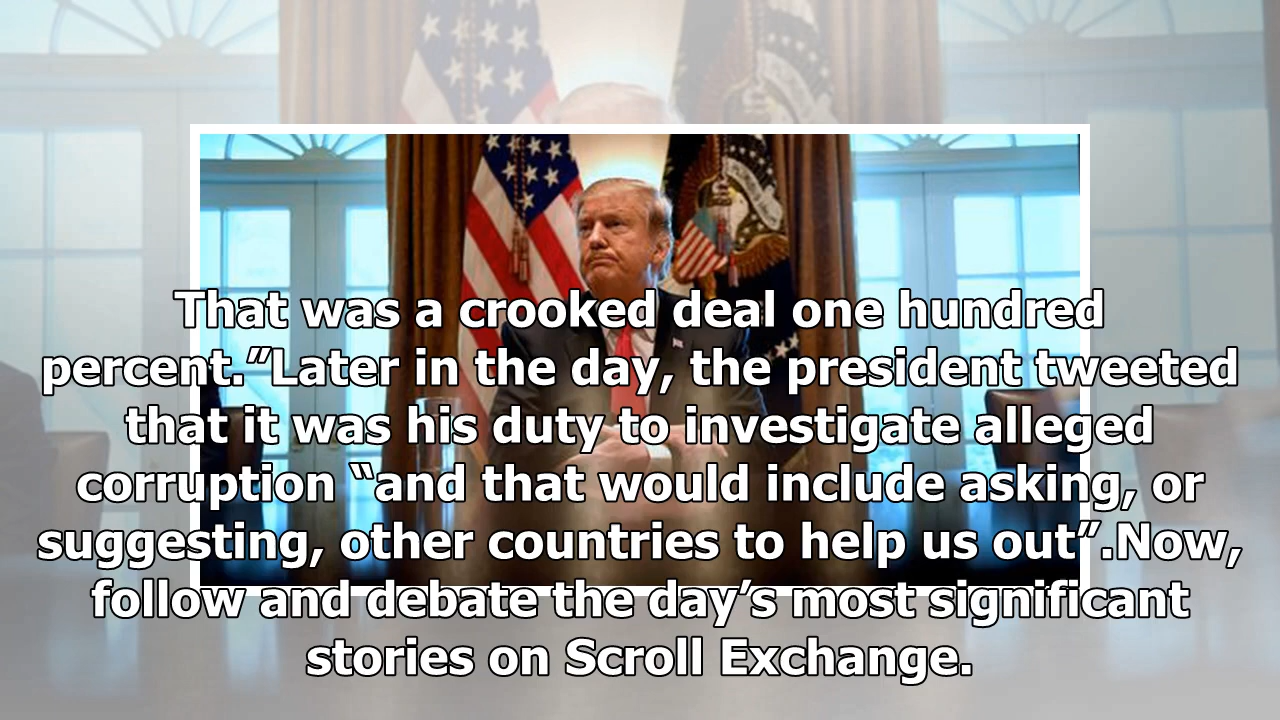 That was a crooked deal one hundred
percent.”Later in the day, the president tweeted
that it was his duty to investigate alleged
corruption “and that would include asking, or
suggesting, other countries to help us out”.Now,
follow and debate the day’s most significant
stories on Scroll Exchange.